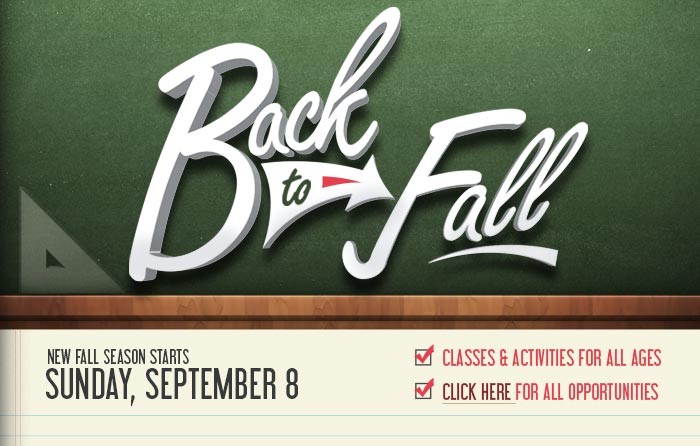 Back
to
Fall
NEW FALL SEASON STARTS
SUNDAY, SEPTEMBER 8
CLASSES & ACTIVITIES FOR ALL AGES
CLICK HERE FOR ALL OPPORTUNITIES